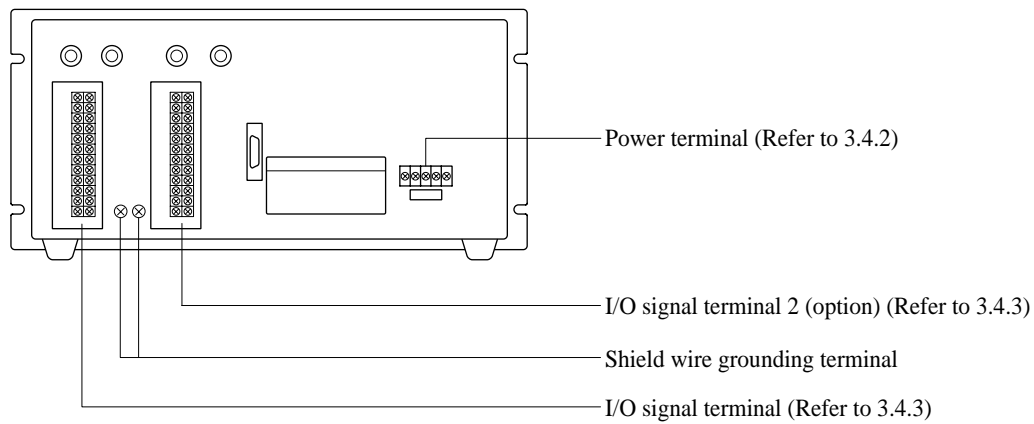 Power terminal (Refer to 3.4.2)
I/O signal terminal 2 (option) (Refer to 3.4.3)
Shield wire grounding terminal
I/O signal terminal (Refer to 3.4.3)